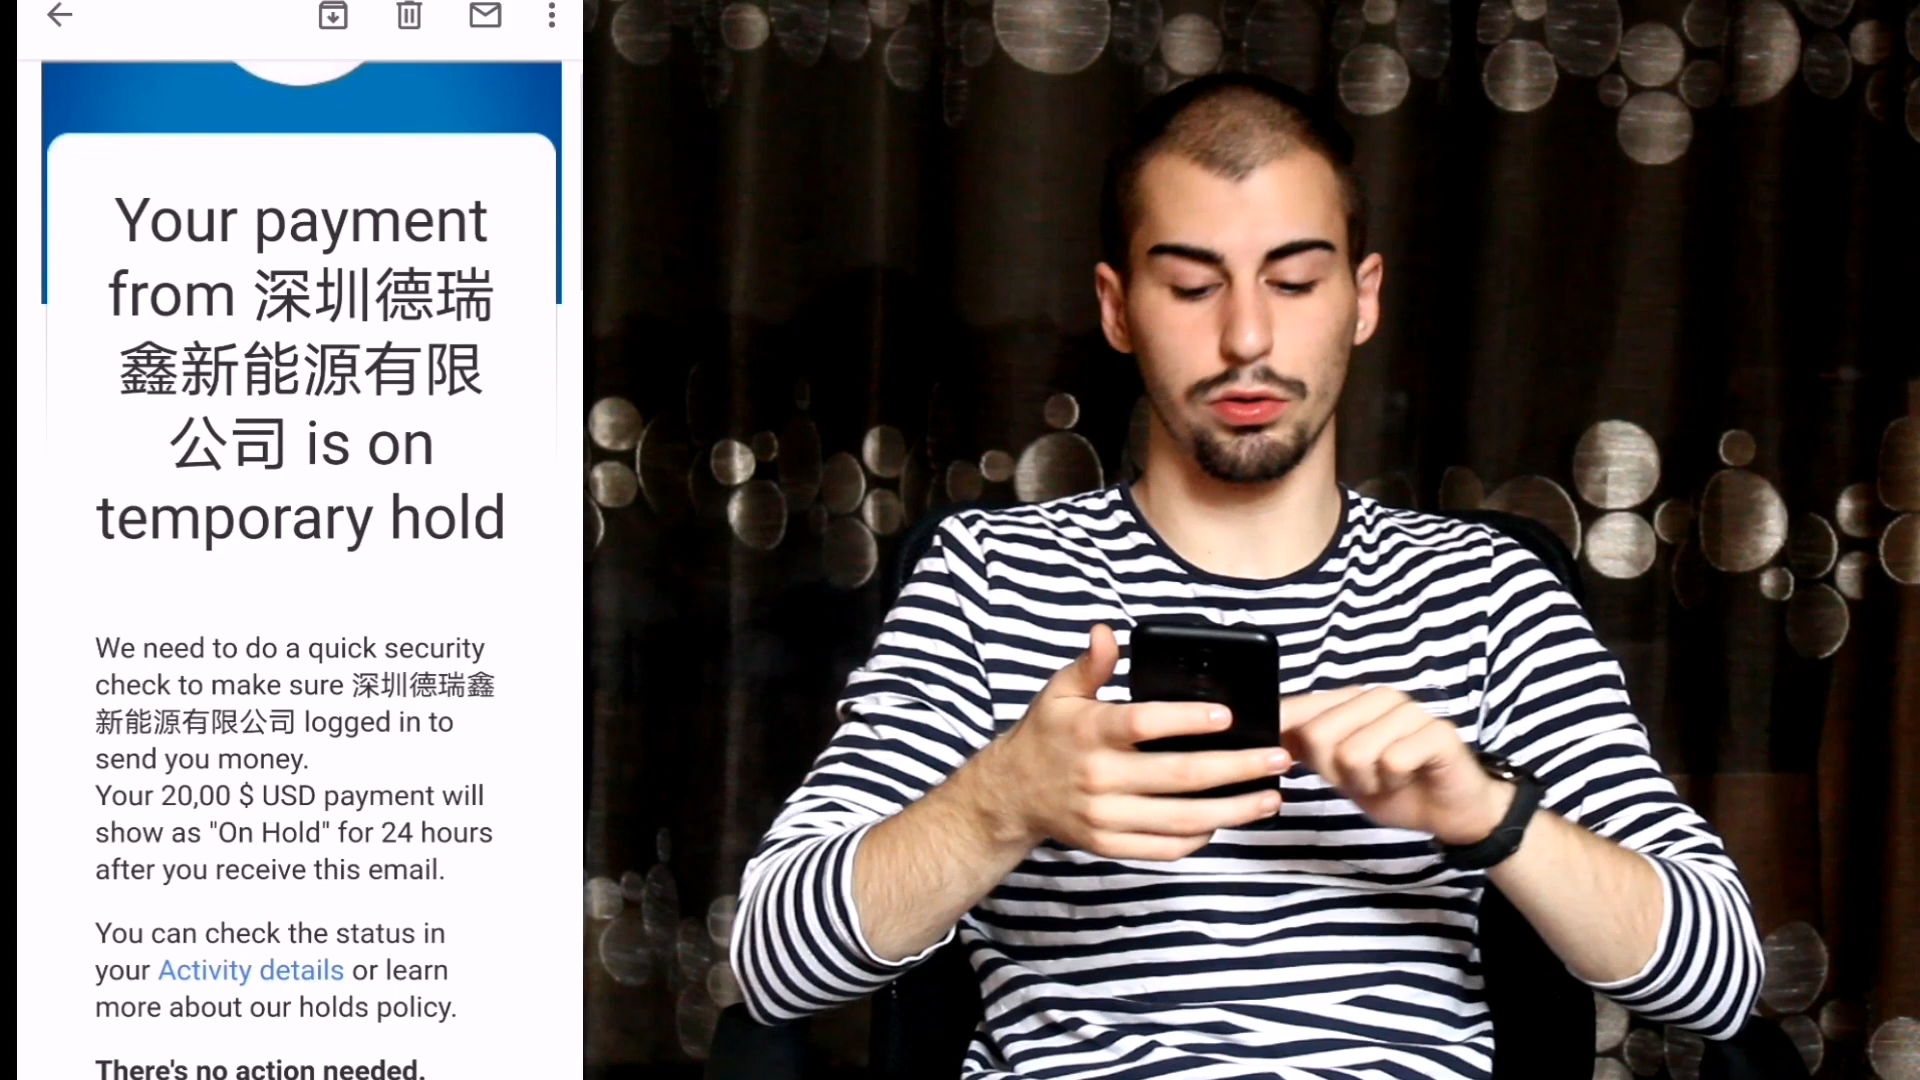 Your payment
from 深圳德瑞
鑫新能源有限
公司 is on
temporary hold
We need to do a quick security
check to make sure 深圳德瑞鑫
新能源有限公司 logged in to
send you money.
Your 20,00 $ USD payment will
show as "On Hold" for 24 hours
after you receive this email.
You can check the status in
your Activity details or learn
more about our holds policy.
There's no action needed.